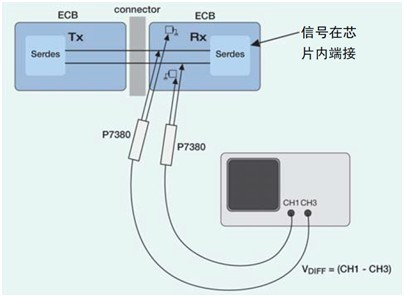 connector
ECB
ECB
Tx
Rx
Serdes
Serdes
信号在芯
片内端接
P7380
P7380
CH1 CH3
VDIFF = (CH1 - CH3)